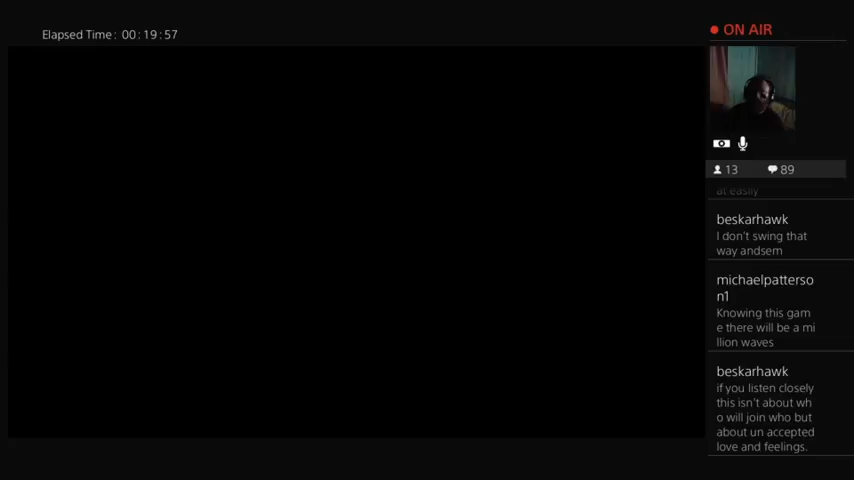 Elapsed Time: 00:19:57
ON AIR
13 89
at easily
beskarhawk
I don't swing that
way andsem
michaelpatterso
n1
Knowing this gam
e there will be a mi
llion waves
beskarhawk
if you listen closely
this isn't about wh
o will join who but
about un accepted
love and feelings.